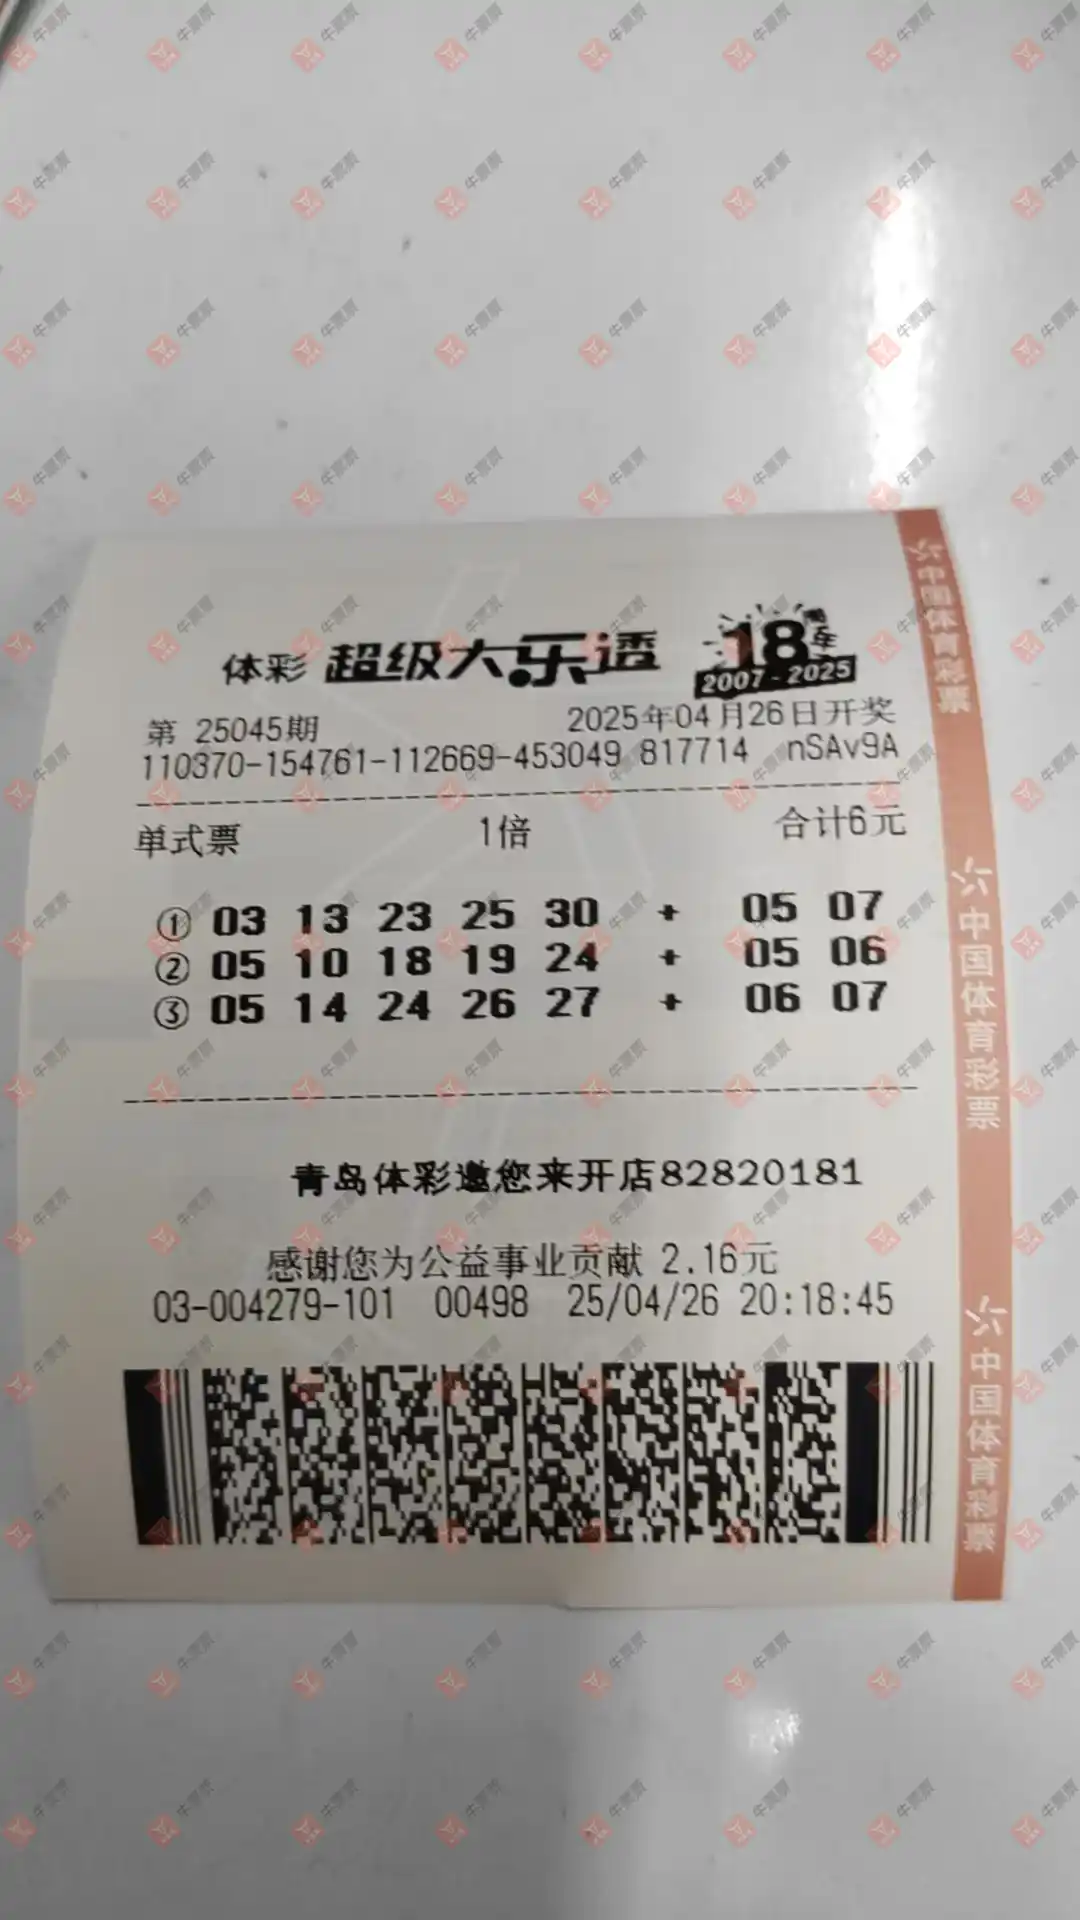 体彩 超级大乐透 18周年 2007-2025
第 25045期 2025年04月26日开奖
110370-154761-112669-453049 817714 nSAv9A
单式票 1倍 合计6元
① 03 13 23 25 30 + 05 07
② 05 10 18 19 24 + 05 06
③ 05 14 24 26 27 + 06 07
青岛体彩邀您来开店82820181
感谢您为公益事业贡献 2.16元
03-004279-101 00498 25/04/26 20:18:45
中国体育彩票
中国体育彩票
中国体育彩票
牛票票